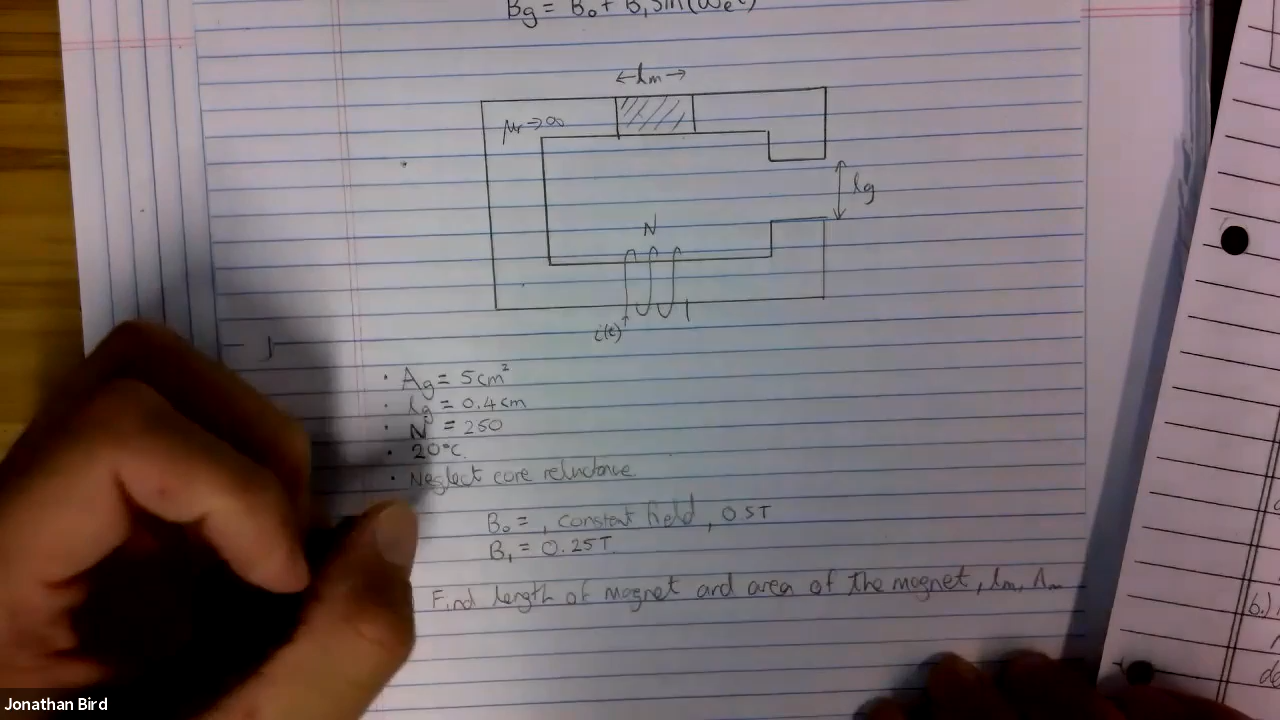 Bg = B₀ + B₁ sin(ωₑt)
←lm→
μr→∞
lg
N
i(t)
· Ag = 5cm²
· lg = 0.4cm
· N = 250
· 20°C
· Neglect core reluctance
B₀ = , constant field, 0.5T
B₁ = 0.25T
Find length of magnet and area of the magnet, lm, Am
6.)
de
Jonathan Bird